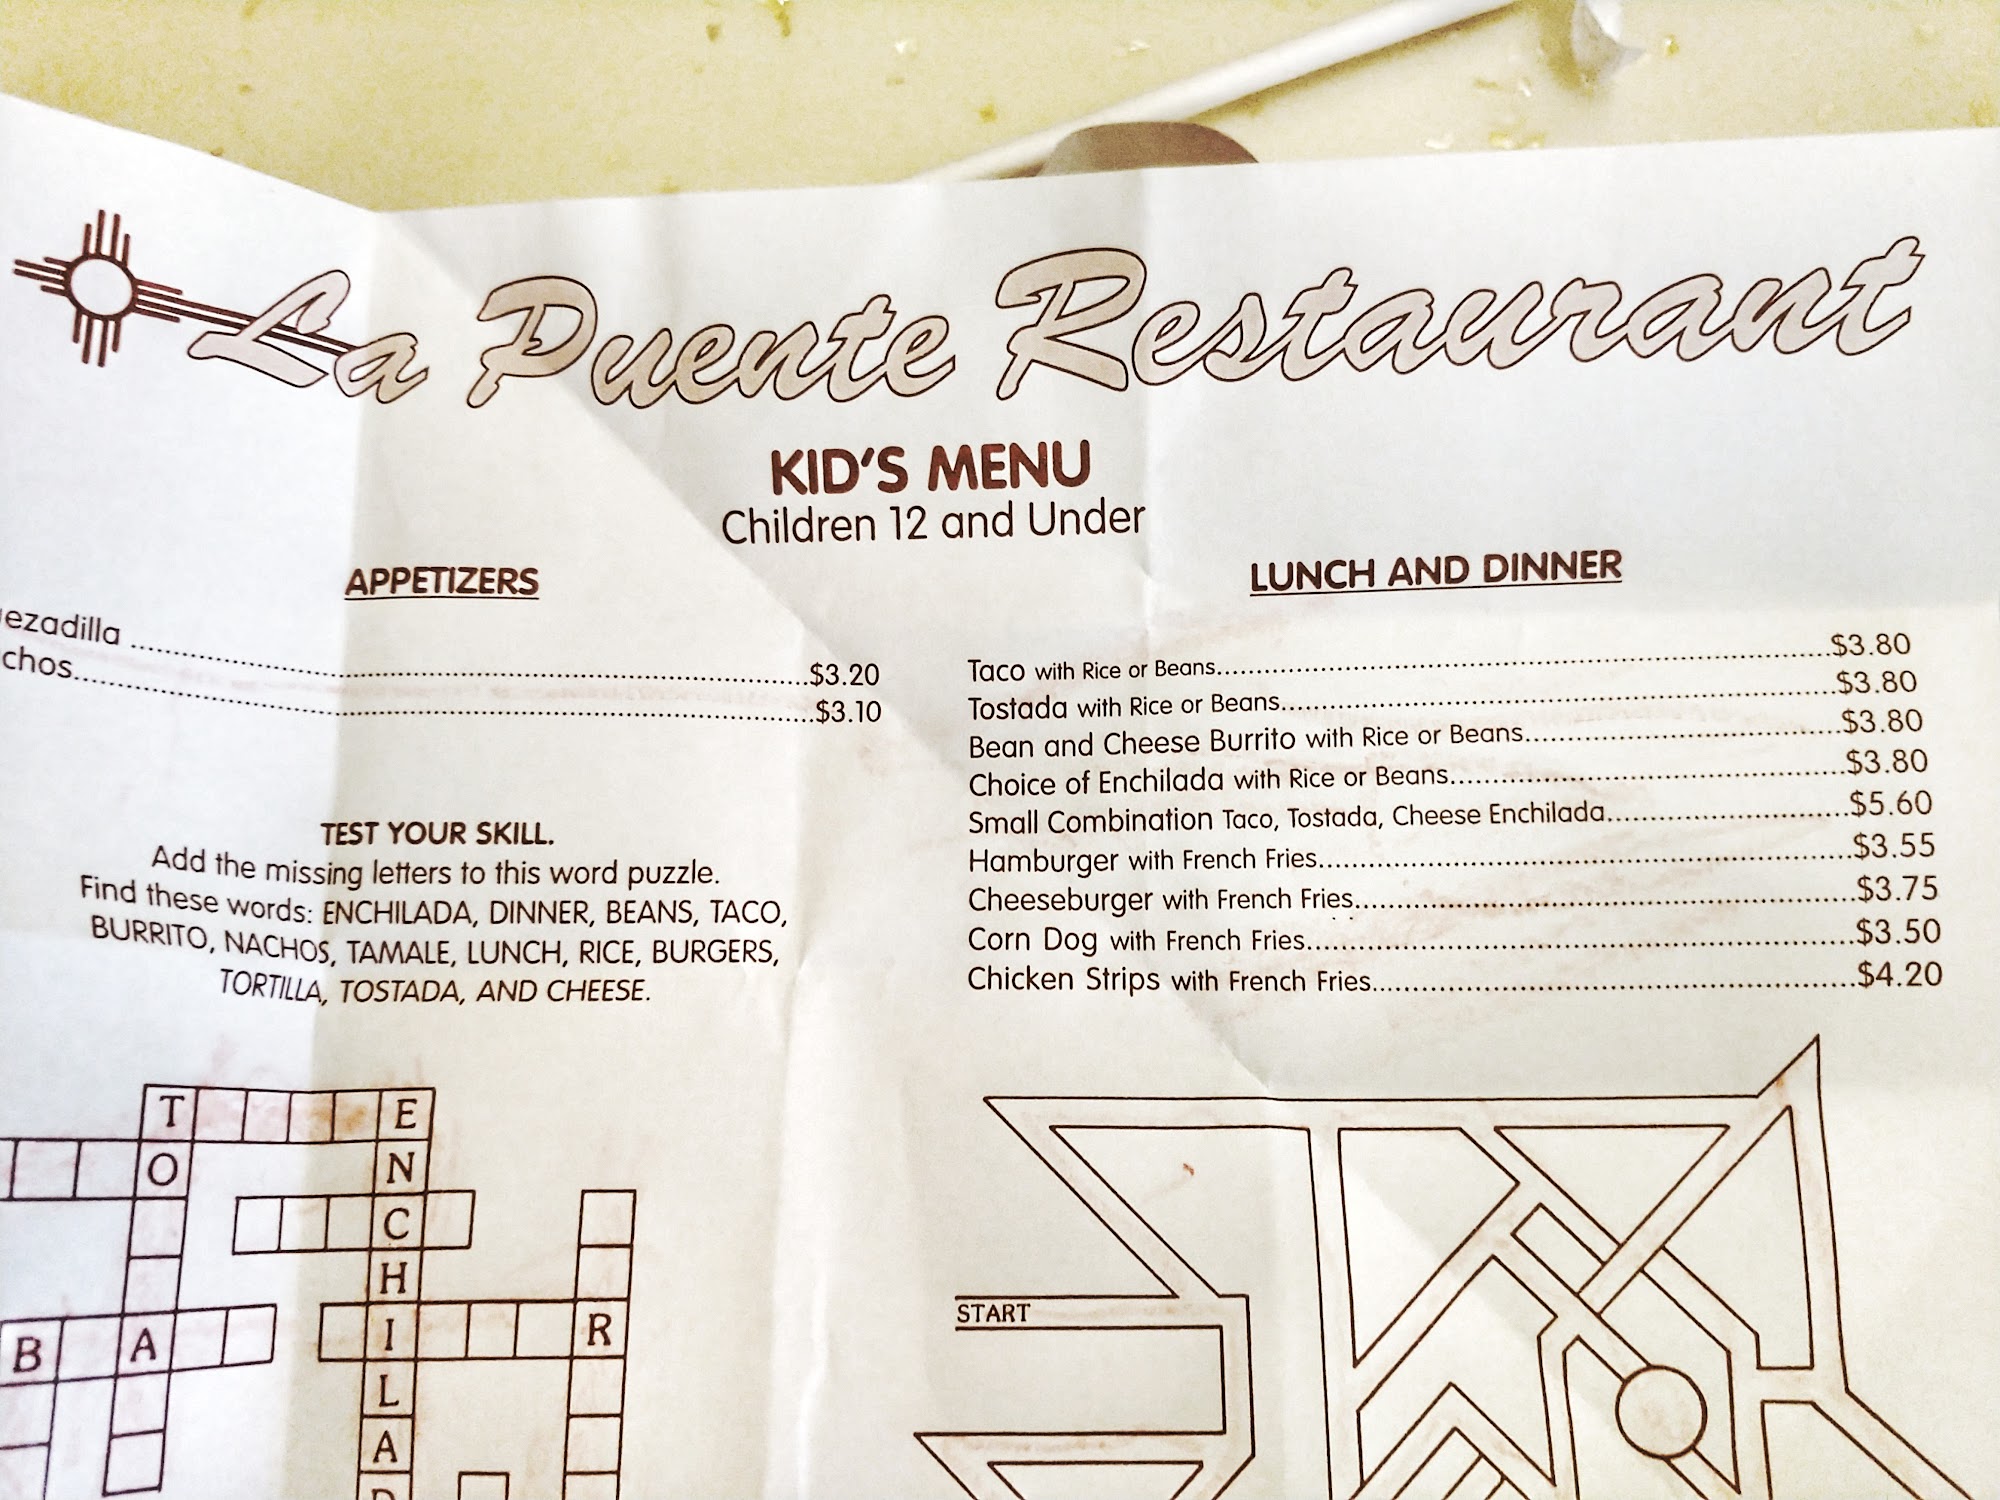 La Puente Restaurant
KID'S MENU
Children 12 and Under
APPETIZERS
ezadilla ........ $3.20
chos ........ $3.10
LUNCH AND DINNER
Taco with Rice or Beans ........ $3.80
Tostada with Rice or Beans ........ $3.80
Bean and Cheese Burrito with Rice or Beans ........ $3.80
Choice of Enchilada with Rice or Beans ........ $3.80
Small Combination Taco, Tostada, Cheese Enchilada ........ $5.60
Hamburger with French Fries ........ $3.55
Cheeseburger with French Fries ........ $3.75
Corn Dog with French Fries ........ $3.50
Chicken Strips with French Fries ........ $4.20
TEST YOUR SKILL.
Add the missing letters to this word puzzle.
Find these words: ENCHILADA, DINNER, BEANS, TACO,
BURRITO, NACHOS, TAMALE, LUNCH, RICE, BURGERS,
TORTILLA, TOSTADA, AND CHEESE.
T E
O N
C
H
B A I R
L
A
D
START